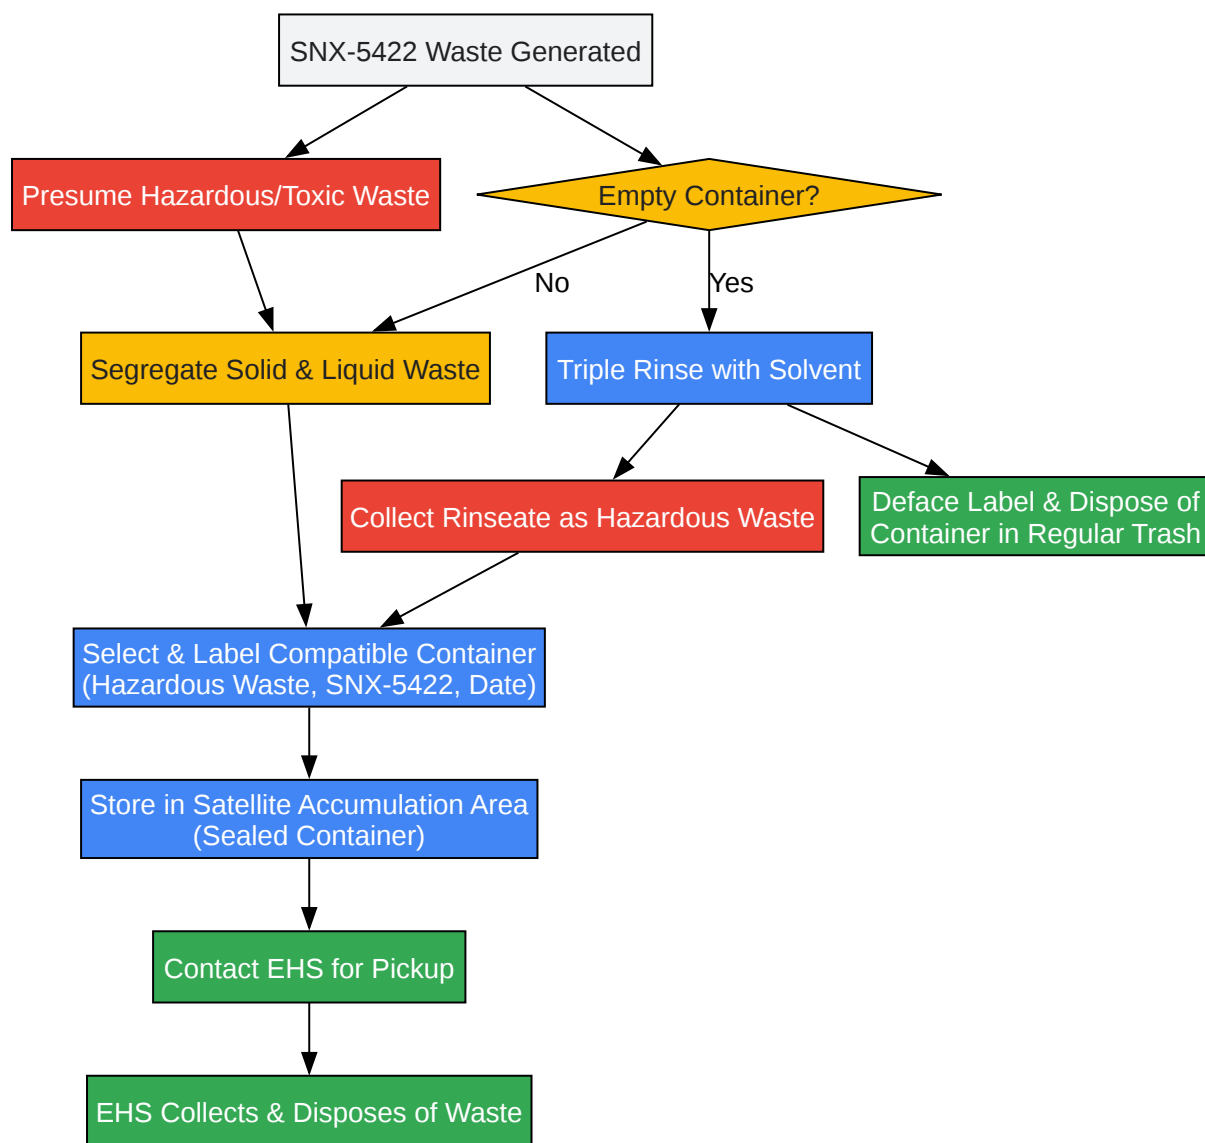 SNX-5422 Waste Generated
Presume Hazardous/Toxic Waste
Empty Container?
No
Yes
Segregate Solid & Liquid Waste
Triple Rinse with Solvent
Collect Rinseate as Hazardous Waste
Deface Label & Dispose of
Container in Regular Trash
Select & Label Compatible Container
(Hazardous Waste, SNX-5422, Date)
Store in Satellite Accumulation Area
(Sealed Container)
Contact EHS for Pickup
EHS Collects & Disposes of Waste